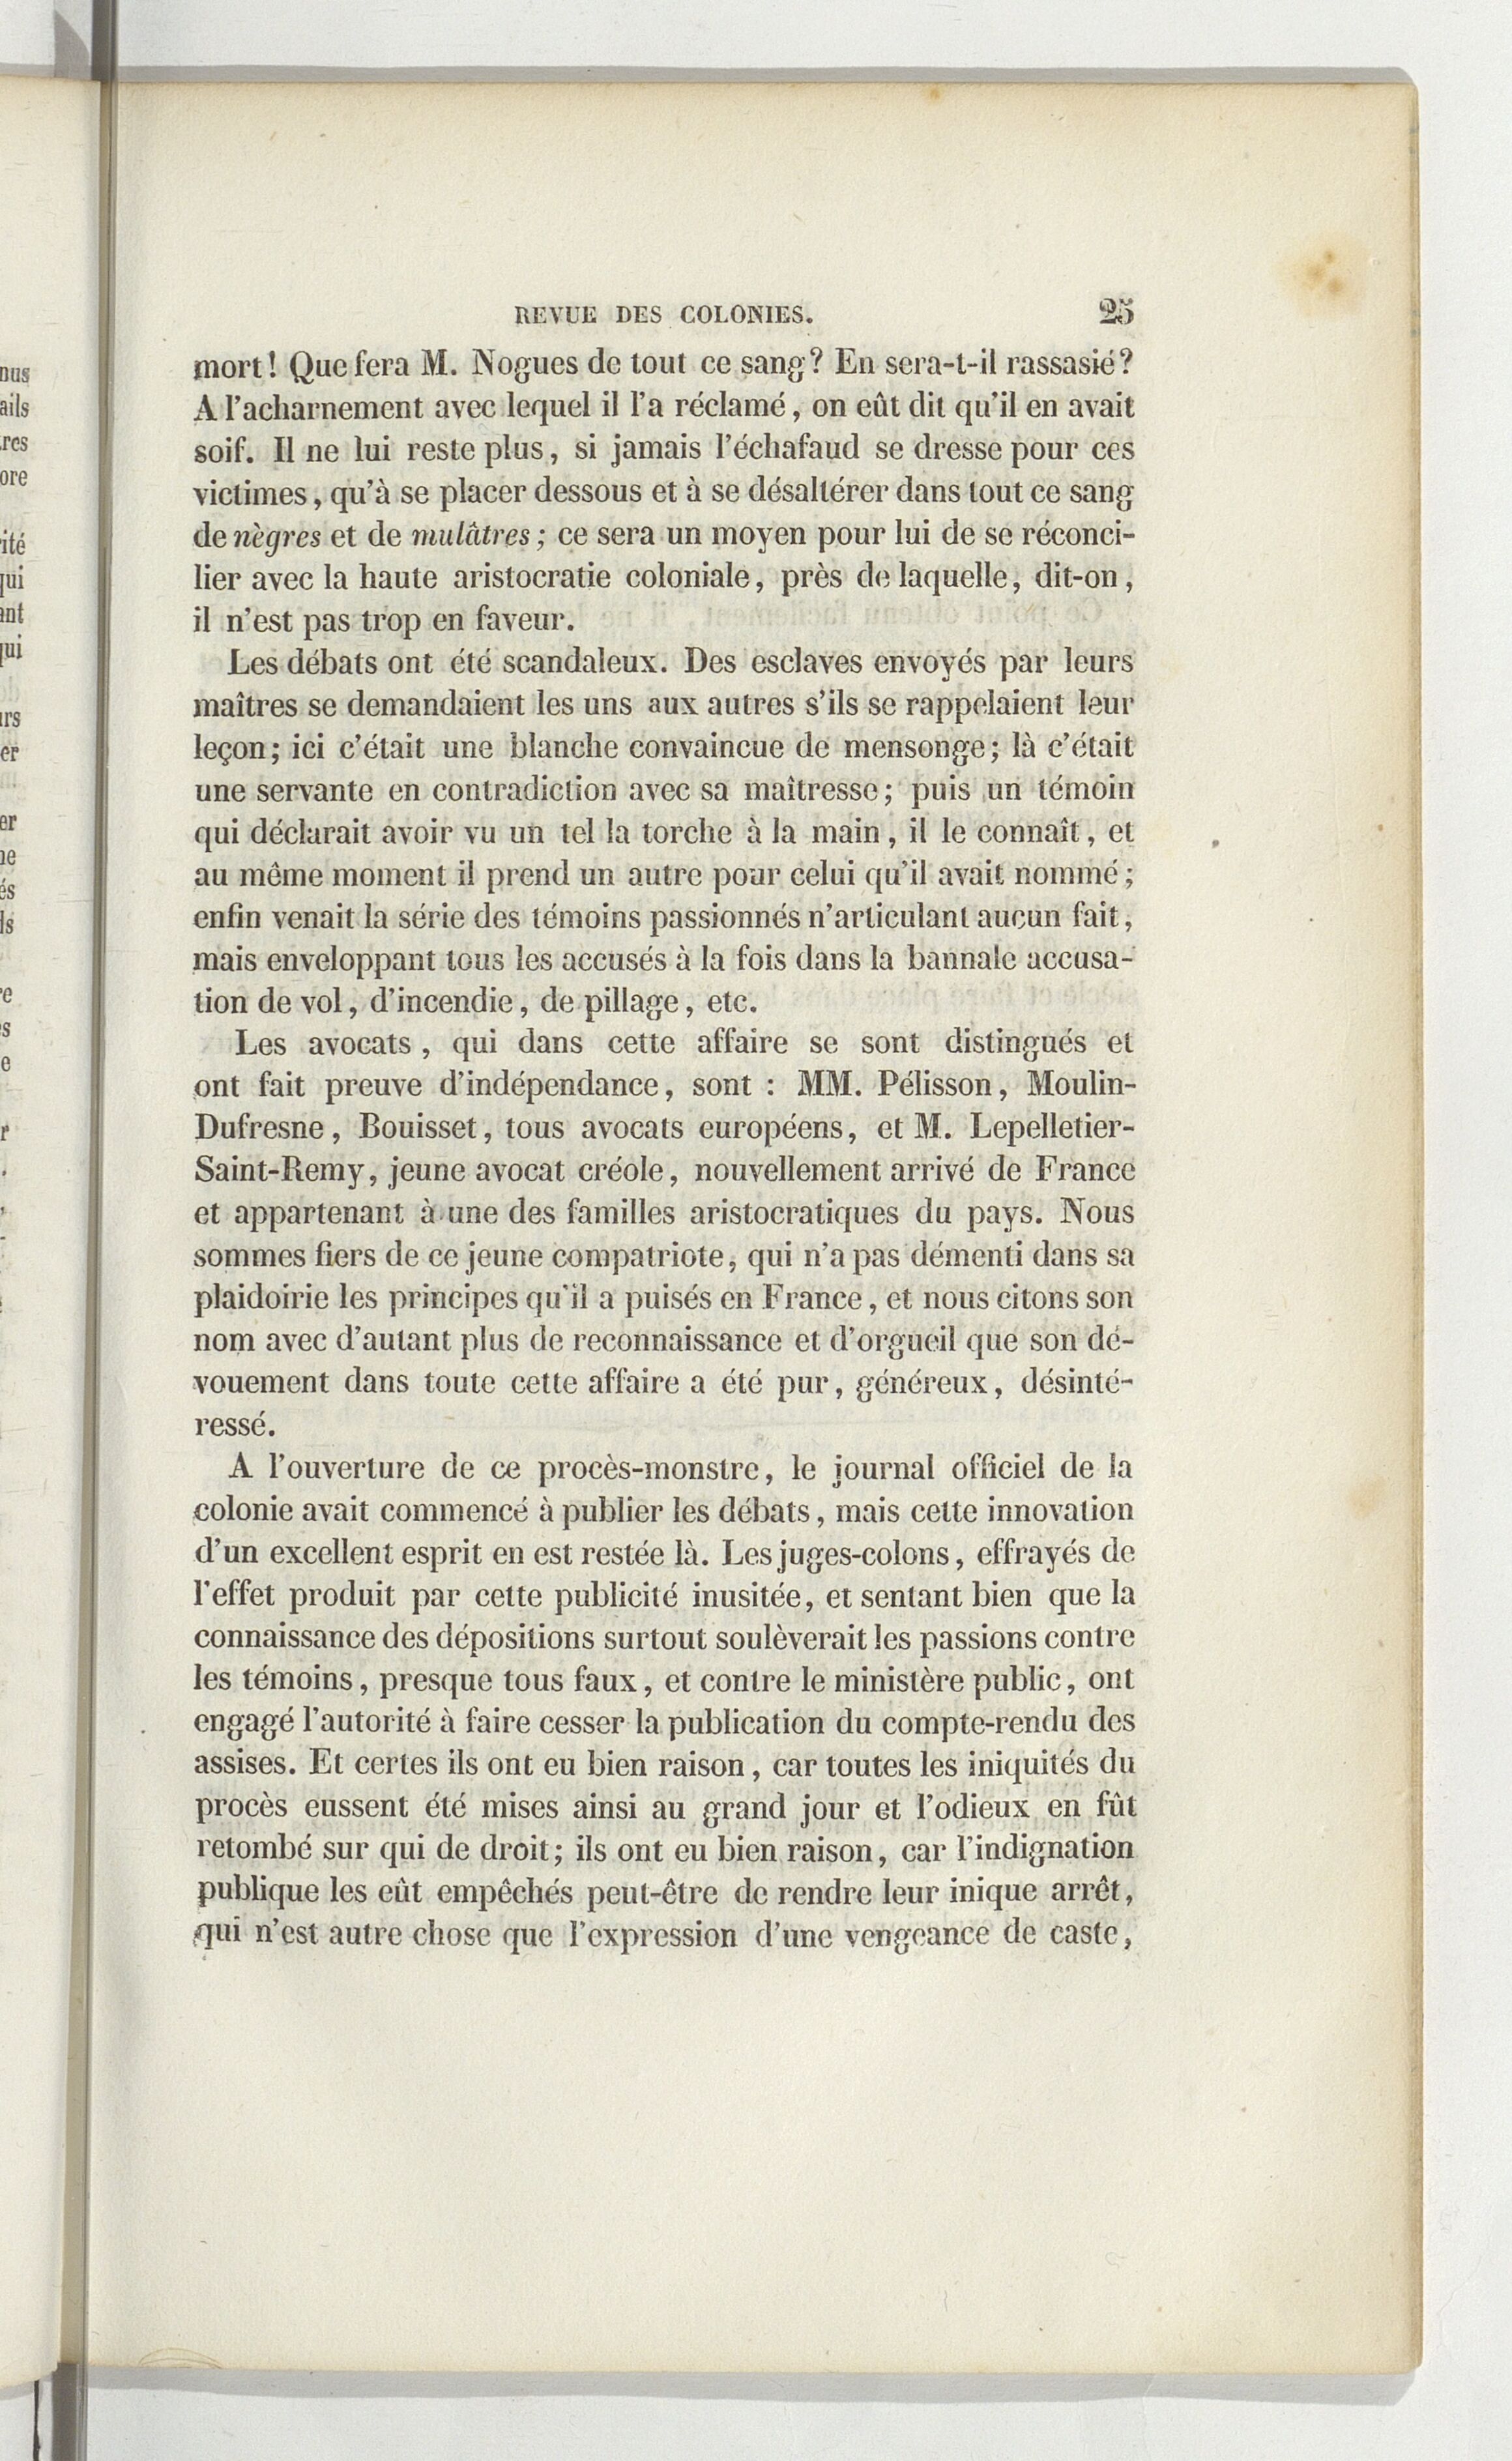 REVUE DES COLONIES. 25
mort! Que fera M. Nogues de tout ce sang? En sera-t-il rassasié?
A l'acharnement avec lequel il l'a réclamé, on eût dit qu'il en avait
soif. Il ne lui reste plus, si jamais l'échafaud se dresse pour ces
victimes, qu'à se placer dessous et à se désaltérer dans tout ce sang
de nègres et de mulâtres; ce sera un moyen pour lui de se réconci-
lier avec la haute aristocratie coloniale, près de laquelle, dit-on,
il n'est pas trop en faveur.
Les débats ont été scandaleux. Des esclaves envoyés par leurs
maîtres se demandaient les uns aux autres s'ils se rappelaient leur
leçon; ici c'était une blanche convaincue de mensonge; là c'était
une servante en contradiction avec sa maîtresse; puis un témoin
qui déclarait avoir vu un tel la torche à la main, il le connaît, et
au même moment il prend un autre pour celui qu'il avait nommé;
enfin venait la série des témoins passionnés n'articulant aucun fait,
mais enveloppant tous les accusés à la fois dans la bannale accusa-
tion de vol, d'incendie, de pillage, etc.
Les avocats, qui dans cette affaire se sont distingués et
ont fait preuve d'indépendance, sont : MM. Pélisson, Moulin-
Dufresne, Bouisset, tous avocats européens, et M. Lepelletier-
Saint-Remy, jeune avocat créole, nouvellement arrivé de France
et appartenant à une des familles aristocratiques du pays. Nous
sommes fiers de ce jeune compatriote, qui n'a pas démenti dans sa
plaidoirie les principes qu'il a puisés en France, et nous citons son
nom avec d'autant plus de reconnaissance et d'orgueil que son dé-
vouement dans toute cette affaire a été pur, généreux, désinté-
ressé.
A l'ouverture de ce procès-monstre, le journal officiel de la
colonie avait commencé à publier les débats, mais cette innovation
d'un excellent esprit en est restée là. Les juges-colons, effrayés de
l'effet produit par cette publicité inusitée, et sentant bien que la
connaissance des dépositions surtout soulèverait les passions contre
les témoins, presque tous faux, et contre le ministère public, ont
engagé l'autorité à faire cesser la publication du compte-rendu des
assises. Et certes ils ont eu bien raison, car toutes les iniquités du
procès eussent été mises ainsi au grand jour et l'odieux en fût
retombé sur qui de droit; ils ont eu bien raison, car l'indignation
publique les eût empêchés peut-être de rendre leur inique arrêt,
qui n'est autre chose que l'expression d'une vengeance de caste,